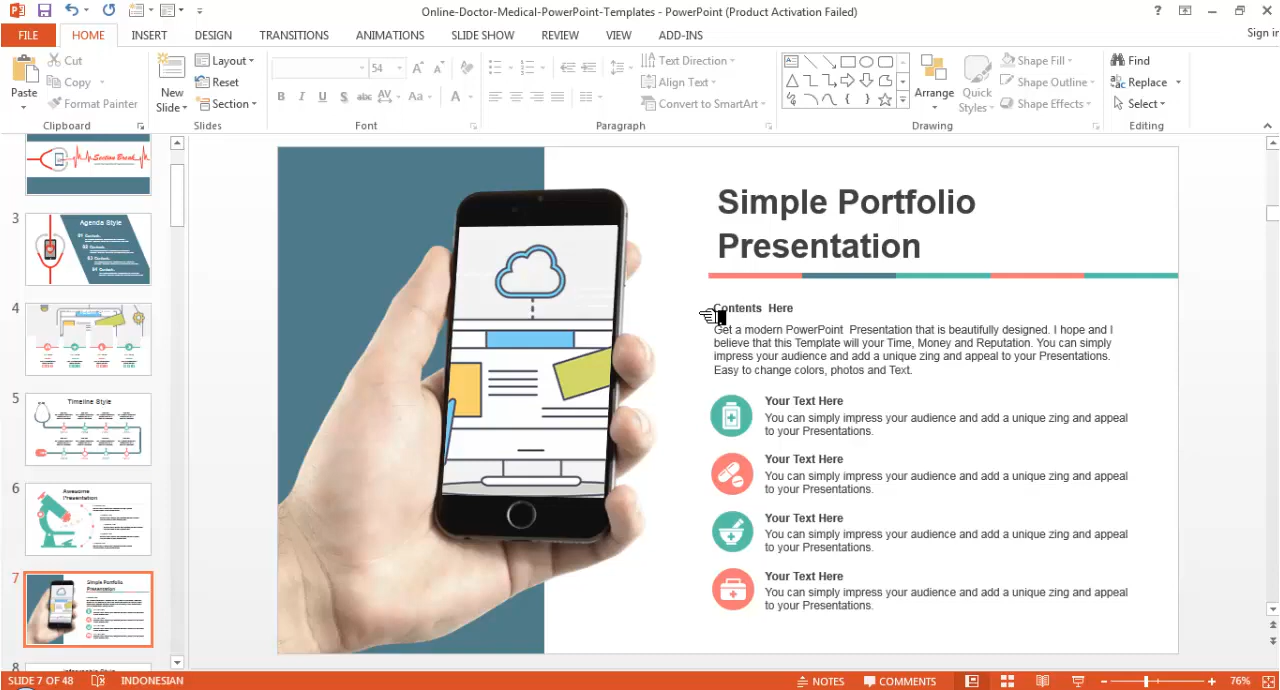 Online-Doctor-Medical-PowerPoint-Templates - PowerPoint (Product Activation Failed)
Sign in
FILE HOME INSERT DESIGN TRANSITIONS ANIMATIONS SLIDE SHOW REVIEW VIEW ADD-INS
Paste
Cut
Copy
Format Painter
Clipboard
New
Slide
Layout
Reset
Section
Slides
54
Font
Text Direction
Align Text
Convert to SmartArt
Paragraph
Arrange
Quick
Styles
Shape Fill
Shape Outline
Shape Effects
Drawing
Find
Replace
Select
Editing
Section Break
3
Agenda Style
4
5
Timeline Style
6
Awesome
Presentation
7
Simple Portfolio
Presentation
8
Simple Portfolio
Presentation
Contents Here
Get a modern PowerPoint Presentation that is beautifully designed. I hope and I
believe that this Template will your Time, Money and Reputation. You can simply
impress your audience and add a unique zing and appeal to your Presentations.
Easy to change colors, photos and Text.
Your Text Here
You can simply impress your audience and add a unique zing and appeal
to your Presentations.
Your Text Here
You can simply impress your audience and add a unique zing and appeal
to your Presentations.
Your Text Here
You can simply impress your audience and add a unique zing and appeal
to your Presentations.
Your Text Here
You can simply impress your audience and add a unique zing and appeal
to your Presentations.
SLIDE 7 OF 48 INDONESIAN NOTES COMMENTS 76%